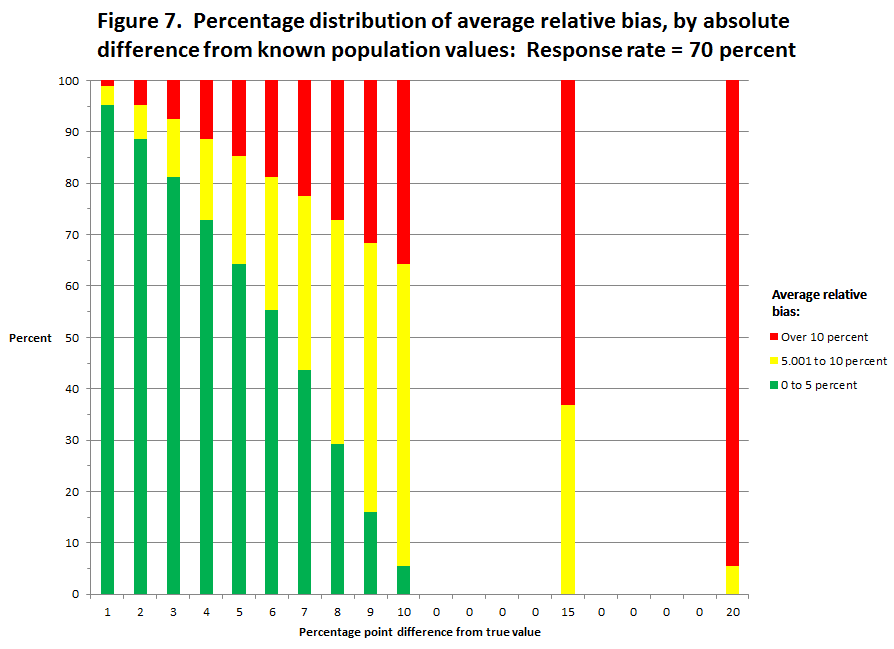 Figure 7. Percentage distribution of average relative bias, by absolute
difference from known population values: Response rate = 70 percent
100
90
80
70
60
50
40
30
20
10
0
Percent
Average relative
bias:
Over 10 percent
5.001 to 10 percent
0 to 5 percent
1 2 3 4 5 6 7 8 9 10 0 0 0 0 15 0 0 0 0 20
Percentage point difference from true value